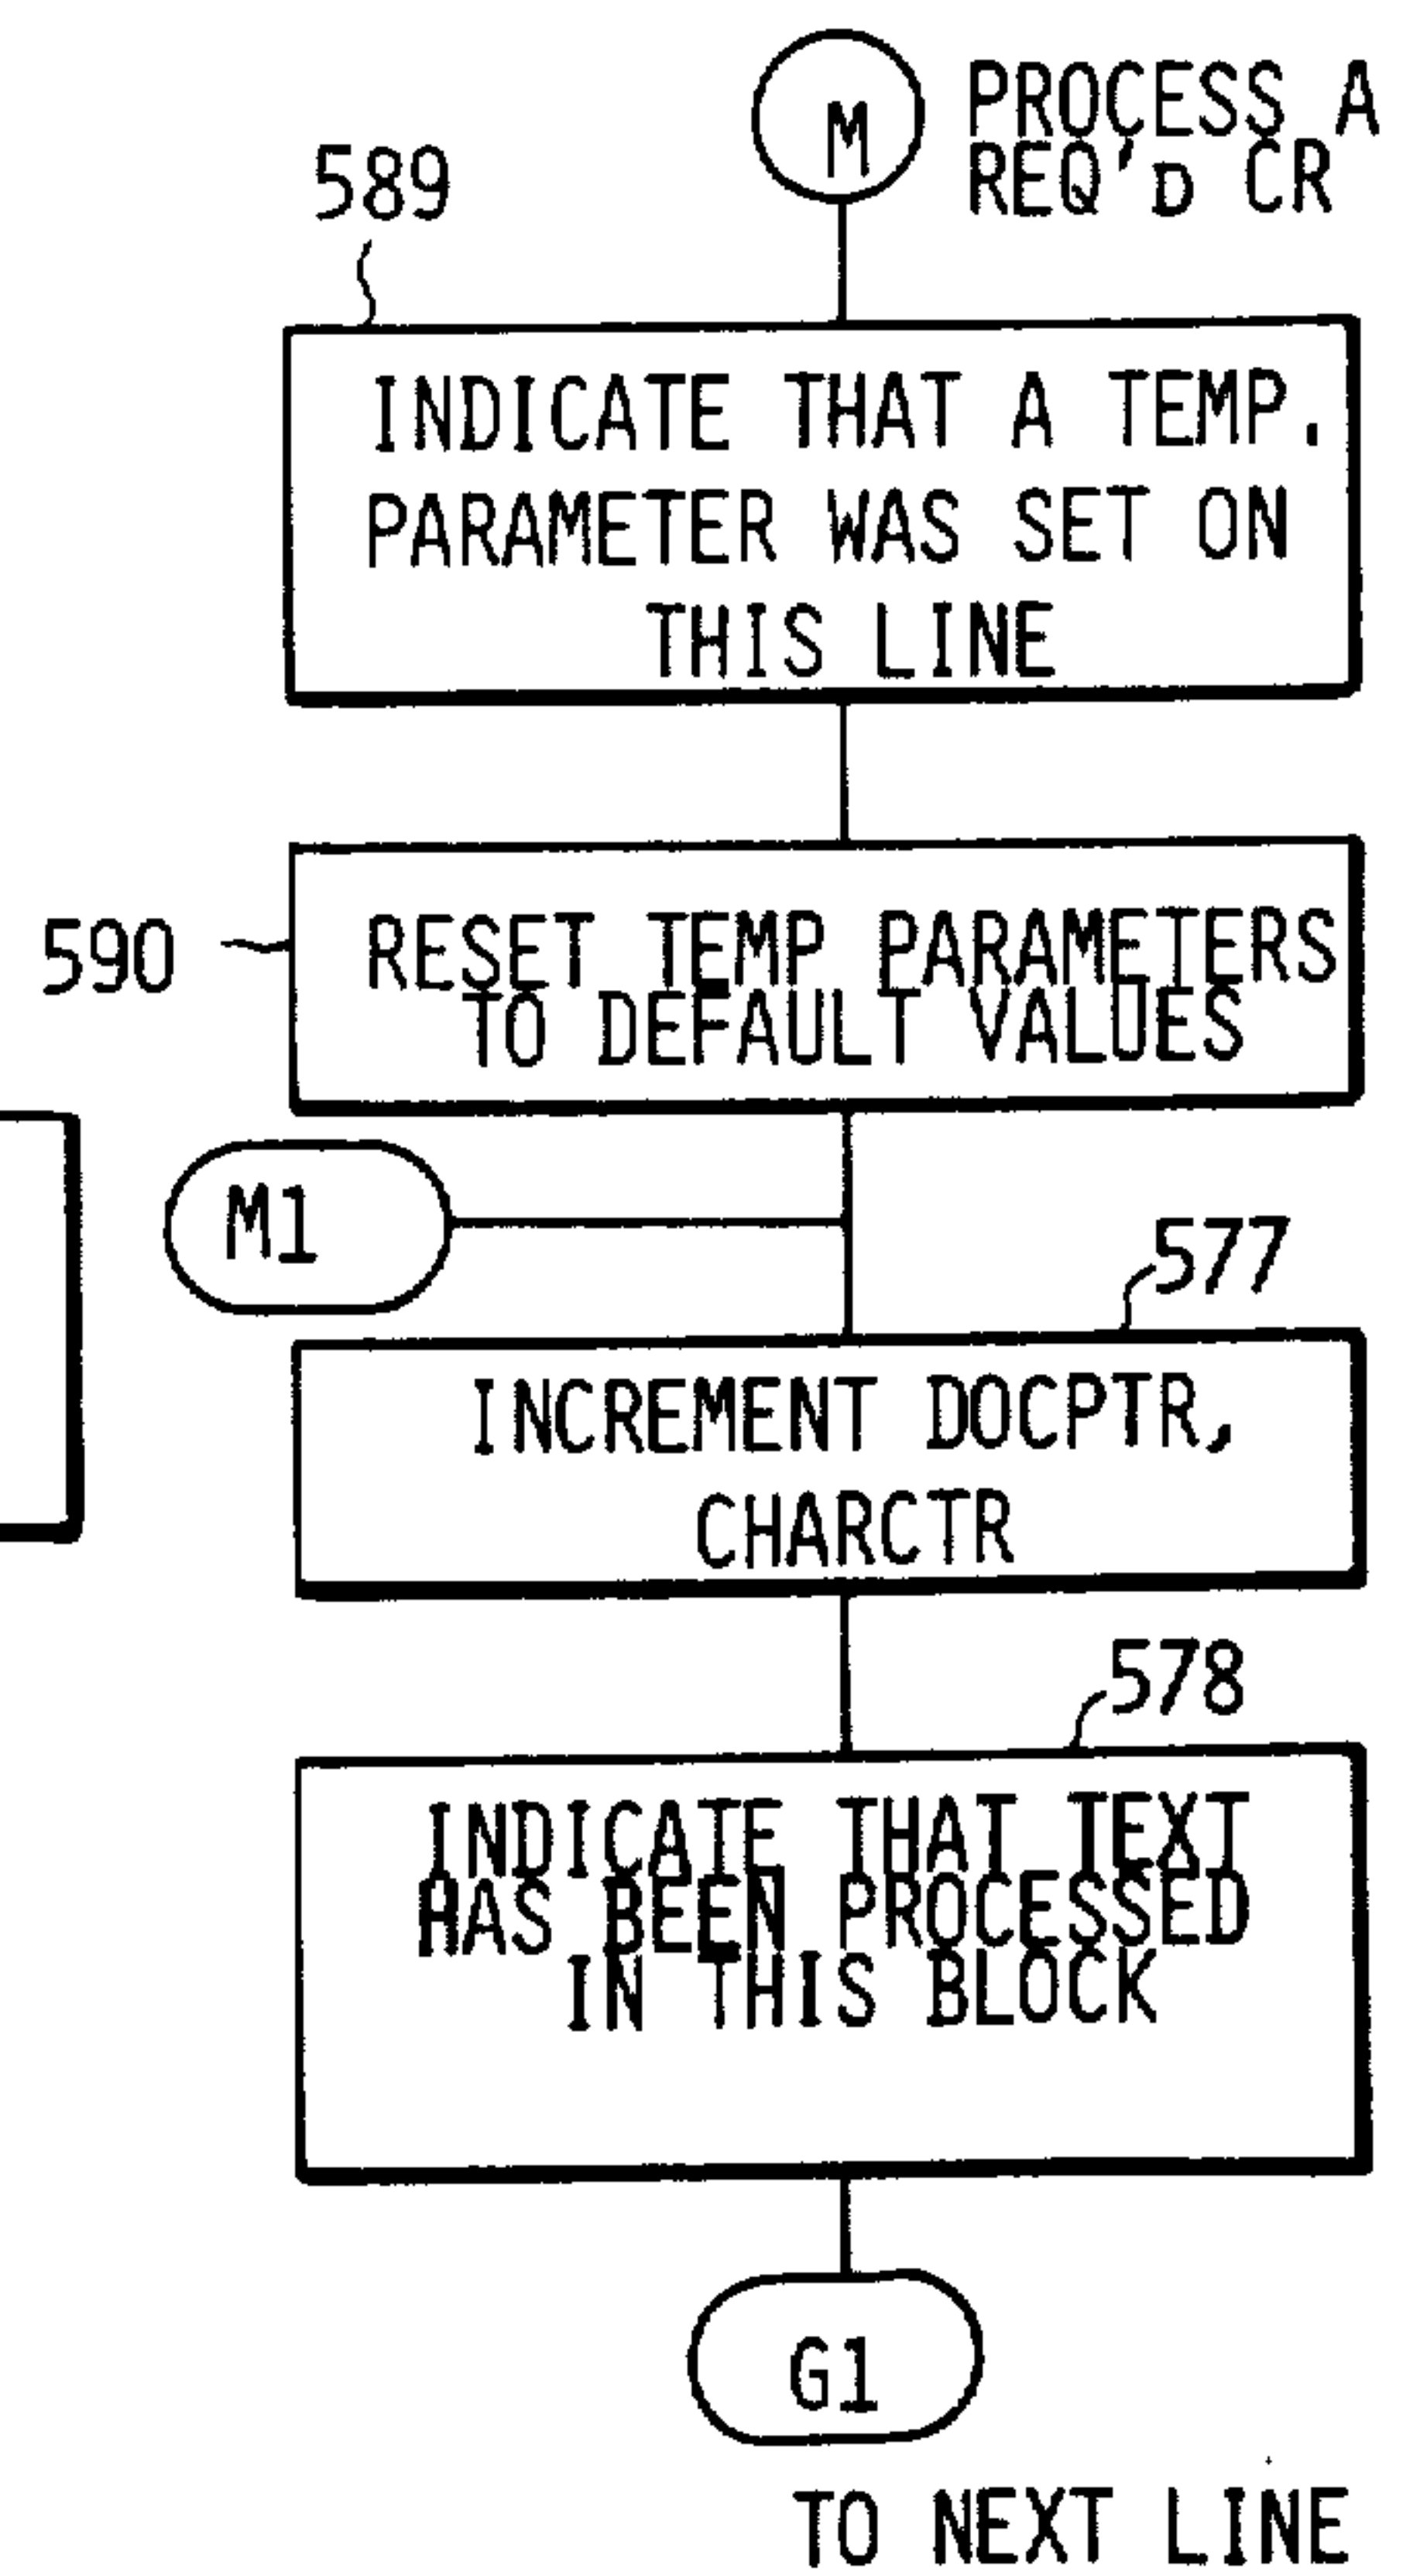 M
PROCESS A
REQ'D CR
589
INDICATE THAT A TEMP.
PARAMETER WAS SET ON
THIS LINE
590
RESET TEMP PARAMETERS
TO DEFAULT VALUES
M1
577
INCREMENT DOCPTR,
CHARCTR
578
INDICATE THAT TEXT
HAS BEEN PROCESSED
IN THIS BLOCK
G1
TO NEXT LINE